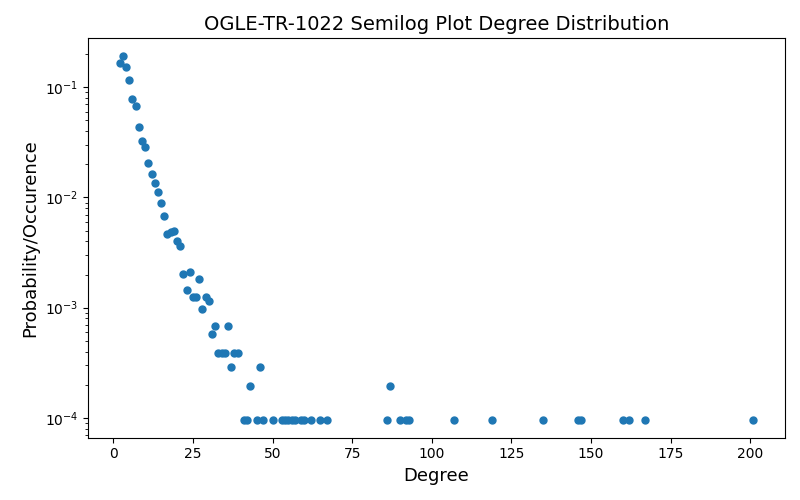 OGLE-TR-1022 Semilog Plot Degree Distribution
Probability/Occurence
10⁻¹
10⁻²
10⁻³
10⁻⁴
0 25 50 75 100 125 150 175 200
Degree